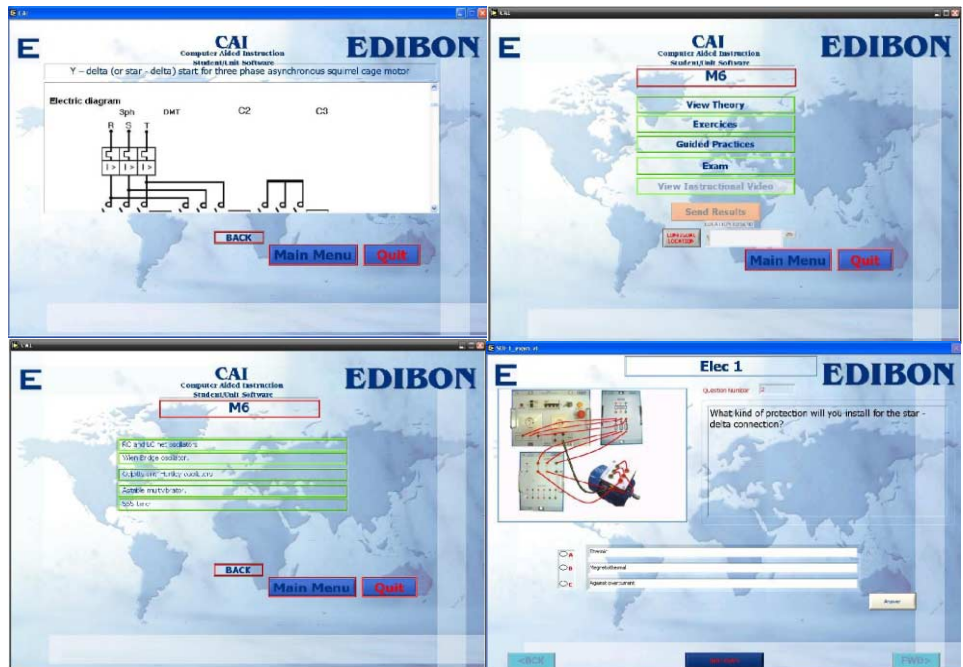 CAI
E
CAI
Computer Aided Instruction
Student/Unit Software
EDIBON
Y – delta (or star - delta) start for three phase asynchronous squirrel cage motor
Electric diagram
3ph DMT C2 C3
R S T
I > I > I >
BACK
Main Menu
Quit
CAI
E
CAI
Computer Aided Instruction
Student/Unit Software
EDIBON
M6
View Theory
Exercices
Guided Practices
Exam
View Instructional Video
Send Results
Main Menu
Quit
CAI
E
CAI
Computer Aided Instruction
Student/Unit Software
EDIBON
M6
RC and LC net oscillators
Wien Bridge oscillator.
Astable multivibrator.
BACK
Main Menu
Quit
E
Elec 1
EDIBON
Question Number 2
What kind of protection will you install for the star -
delta connection?
A
B Magnetothermal
C Against overcurrent
Answer
<BCK
FWD>